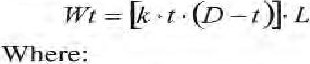 Wt = [k · t · (D – t)] · L
Where: